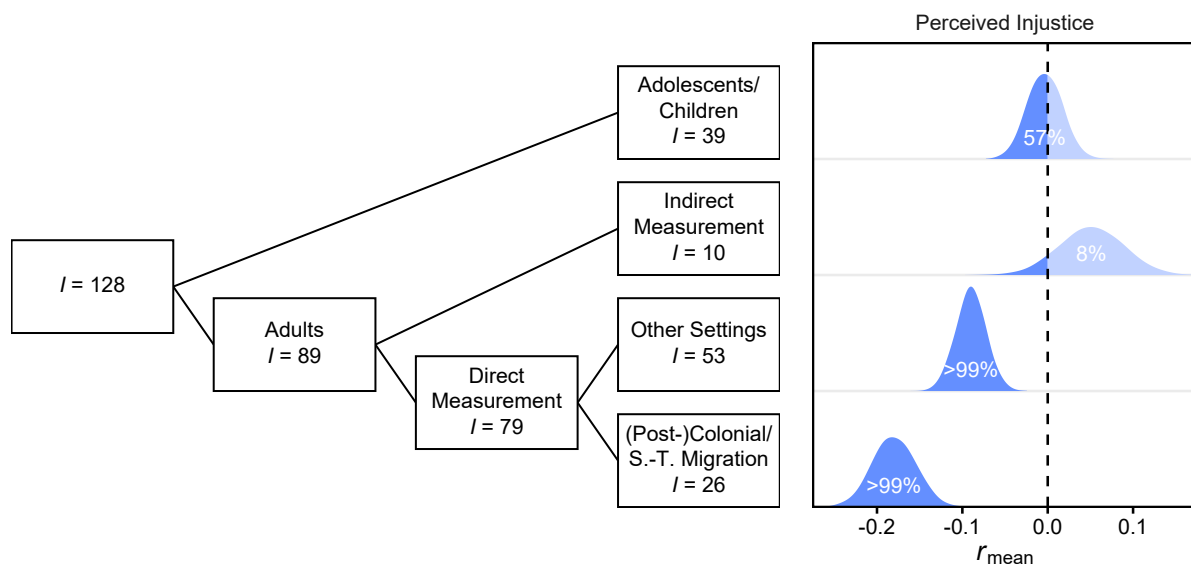 Perceived Injustice
Adolescents/
Children
I = 39
57%
Indirect
Measurement
I = 10
8%
I = 128
Adults
I = 89
Other Settings
I = 53
>99%
Direct
Measurement
I = 79
(Post-)Colonial/
S.-T. Migration
I = 26
>99%
-0.2 -0.1 0.0 0.1
rmean